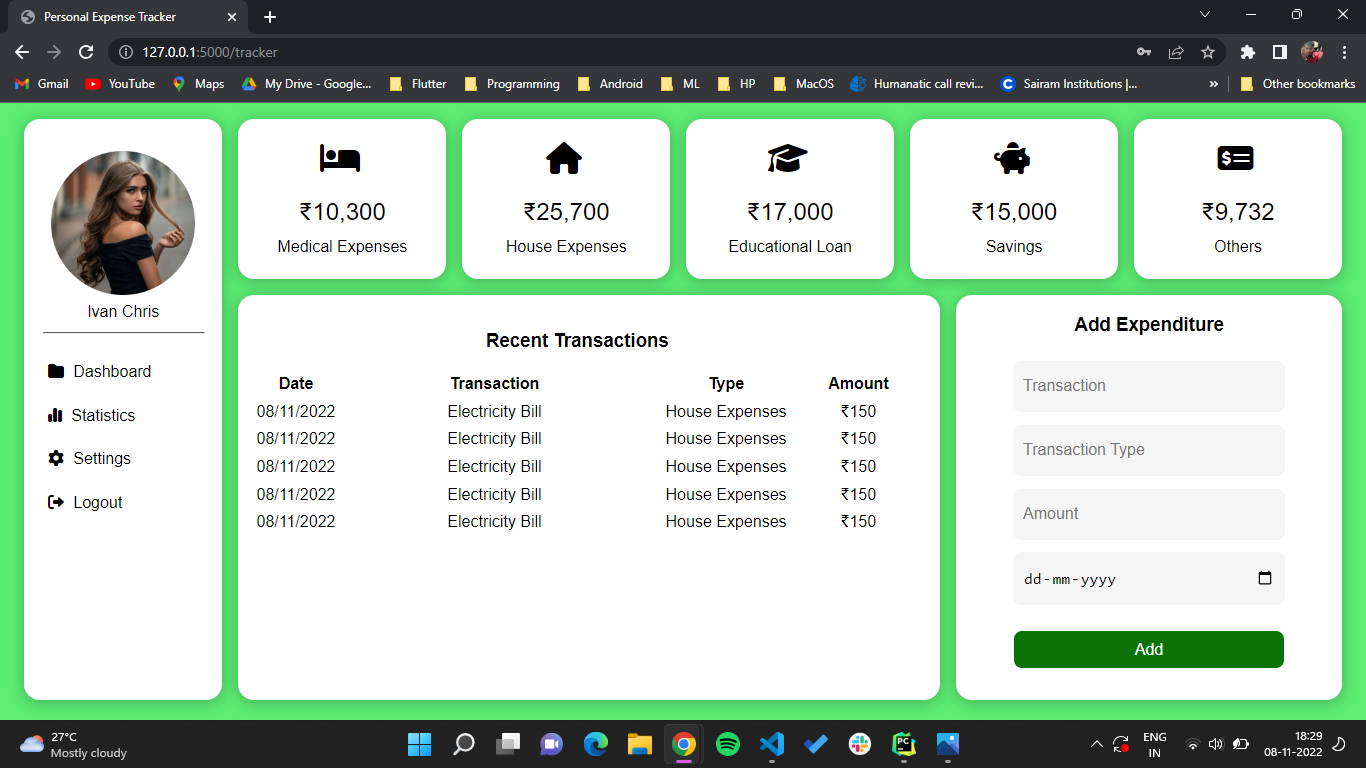 Personal Expense Tracker
127.0.0.1:5000/tracker
Gmail YouTube Maps My Drive - Google... Flutter Programming Android ML HP MacOS Humanatic call revi... Sairam Institutions |... » Other bookmarks
Ivan Chris
Dashboard
Statistics
Settings
Logout
₹10,300
Medical Expenses
₹25,700
House Expenses
₹17,000
Educational Loan
₹15,000
Savings
$
₹9,732
Others
Recent Transactions
Date Transaction Type Amount
08/11/2022 Electricity Bill House Expenses ₹150
08/11/2022 Electricity Bill House Expenses ₹150
08/11/2022 Electricity Bill House Expenses ₹150
08/11/2022 Electricity Bill House Expenses ₹150
08/11/2022 Electricity Bill House Expenses ₹150
Add Expenditure
Transaction
Transaction Type
Amount
dd-mm-yyyy
Add
27°C
Mostly cloudy
PC
ENG
IN
18:29
08-11-2022